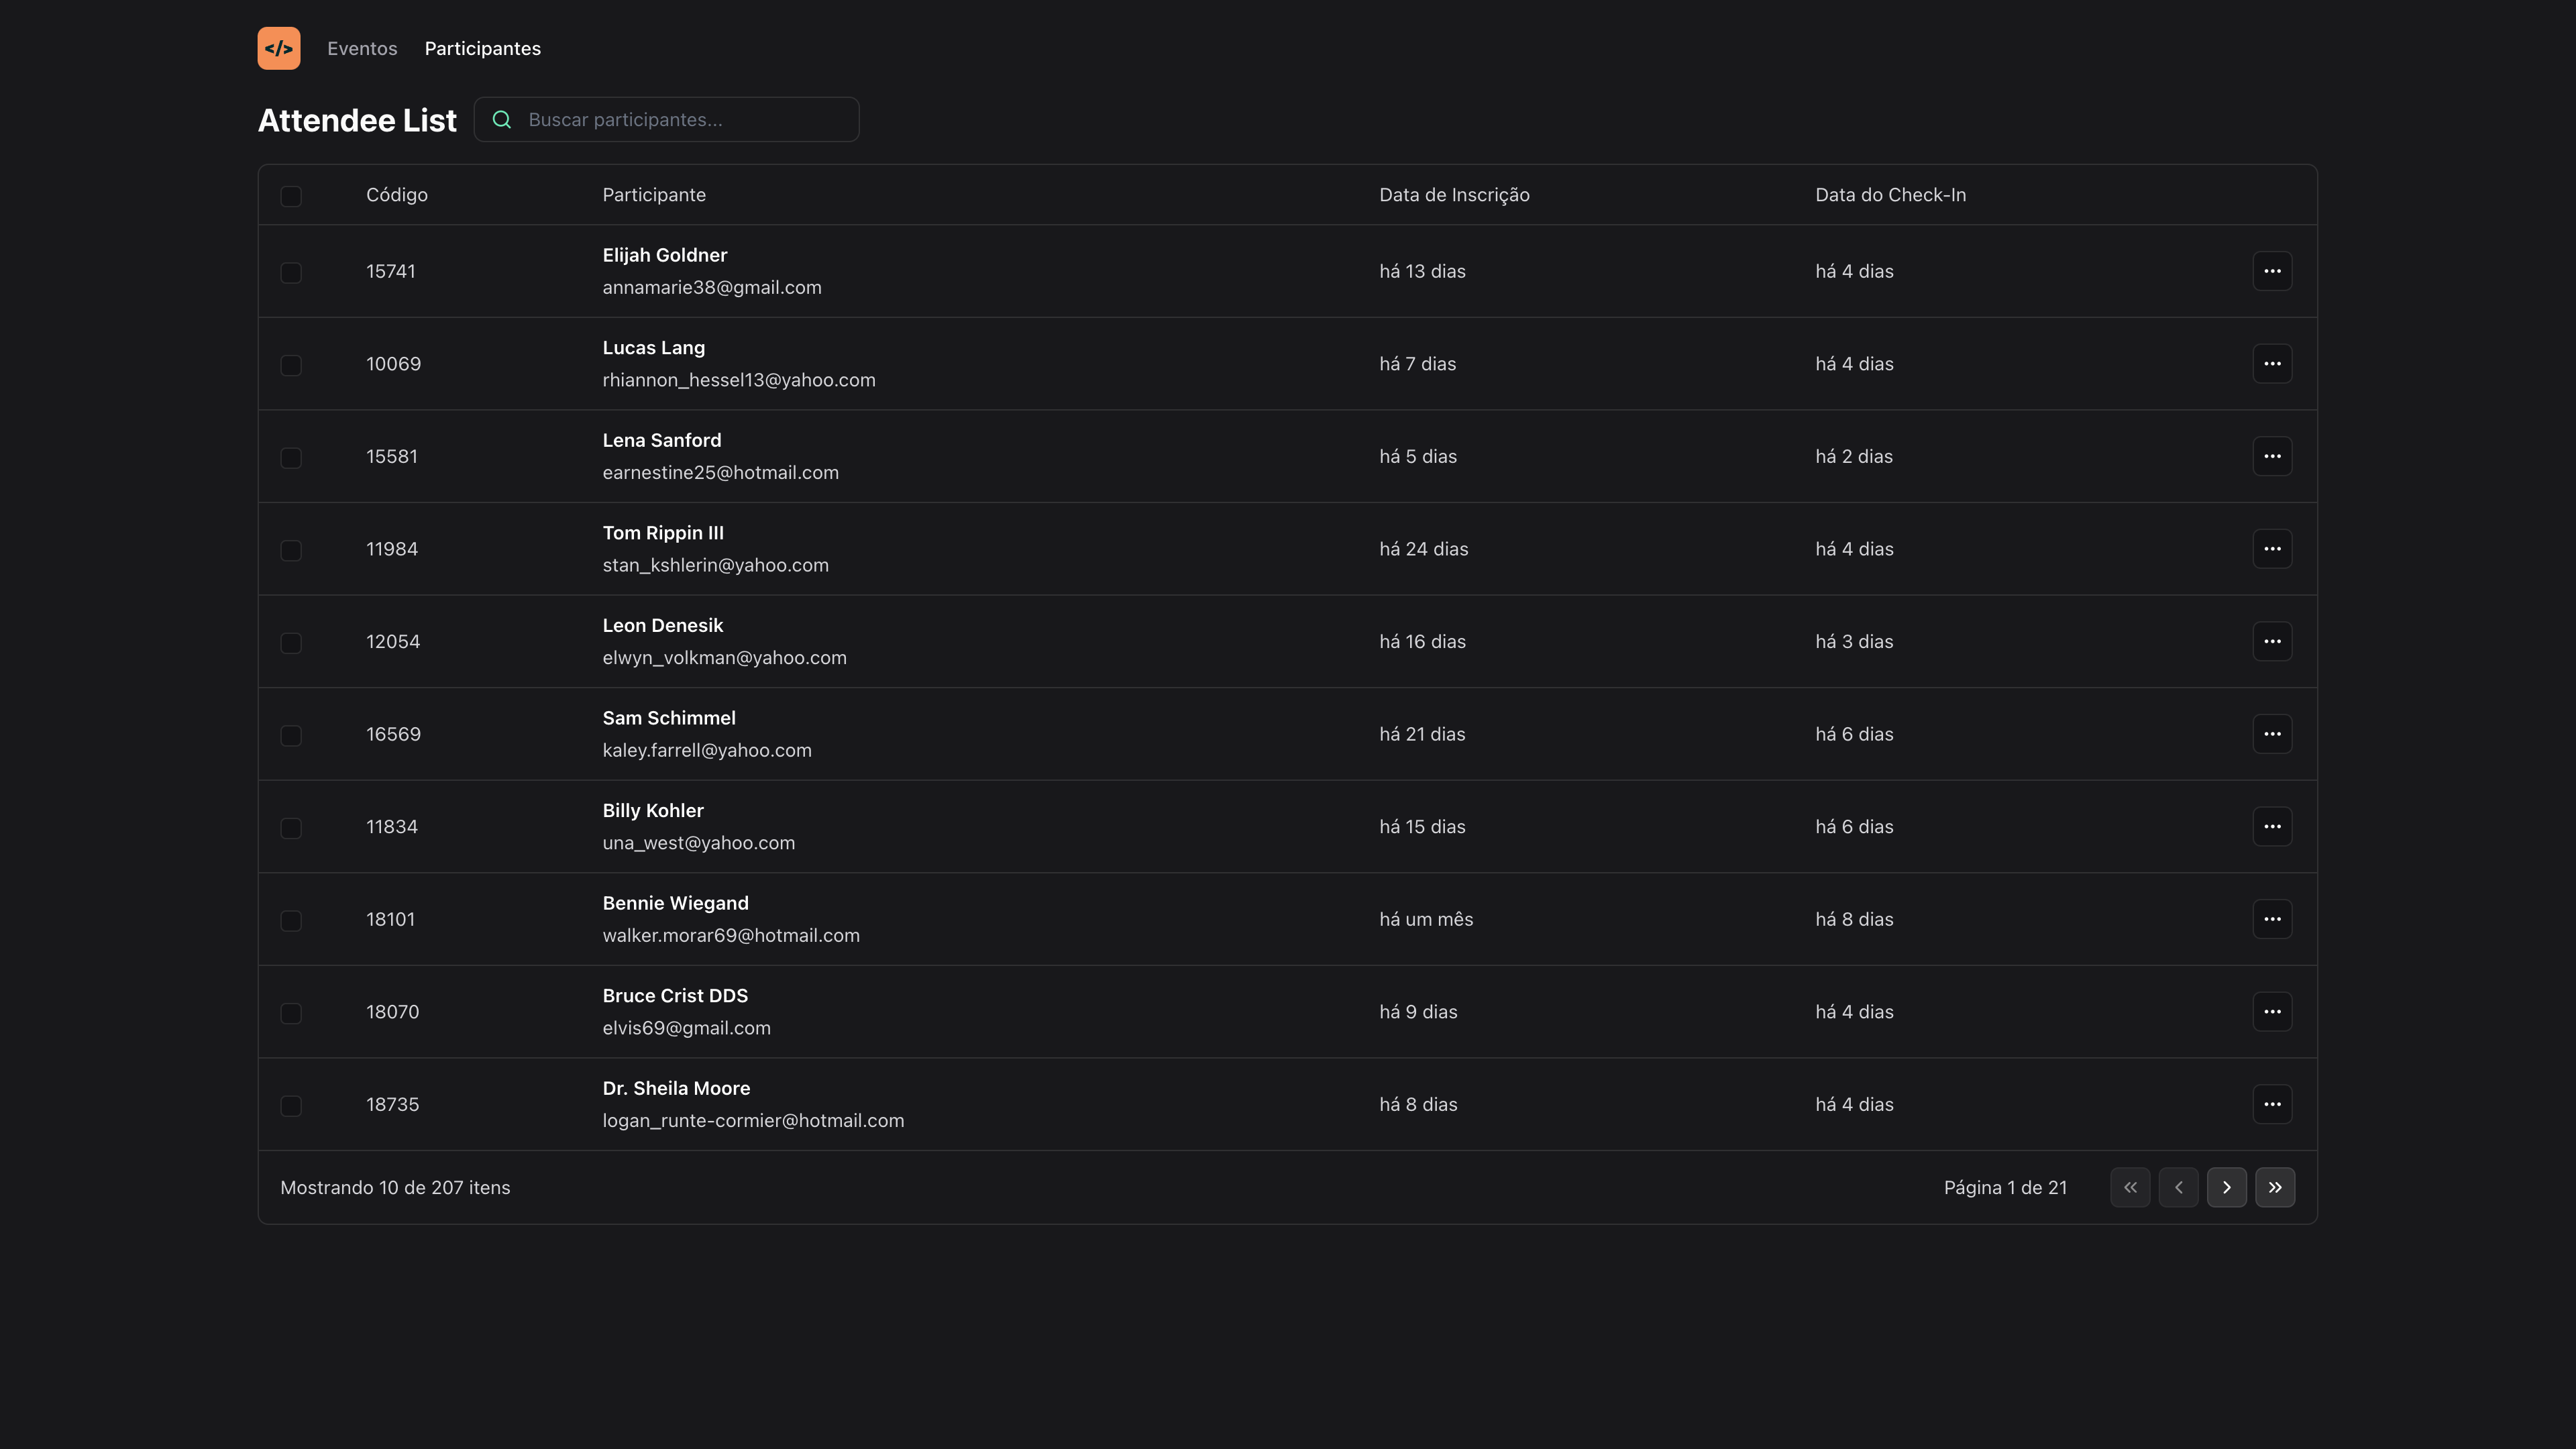 </> Eventos Participantes
Attendee List Buscar participantes...
Código Participante Data de Inscrição Data do Check-In
Elijah Goldner
15741 há 13 dias há 4 dias
annamarie38@gmail.com
Lucas Lang
10069 há 7 dias há 4 dias
rhiannon_hessel13@yahoo.com
Lena Sanford
15581 há 5 dias há 2 dias
earnestine25@hotmail.com
Tom Rippin III
11984 há 24 dias há 4 dias
stan_kshlerin@yahoo.com
Leon Denesik
12054 há 16 dias há 3 dias
elwyn_volkman@yahoo.com
Sam Schimmel
16569 há 21 dias há 6 dias
kaley.farrell@yahoo.com
Billy Kohler
11834 há 15 dias há 6 dias
una_west@yahoo.com
Bennie Wiegand
18101 há um mês há 8 dias
walker.morar69@hotmail.com
Bruce Crist DDS
18070 há 9 dias há 4 dias
elvis69@gmail.com
Dr. Sheila Moore
18735 há 8 dias há 4 dias
logan_runte-cormier@hotmail.com
Mostrando 10 de 207 itens Página 1 de 21